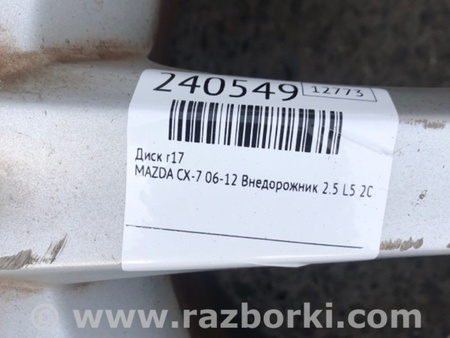 240549 12773
Диск r17
MAZDA CX-7 06-12 Внедорожник 2.5 L5 2C
www.razborki.com